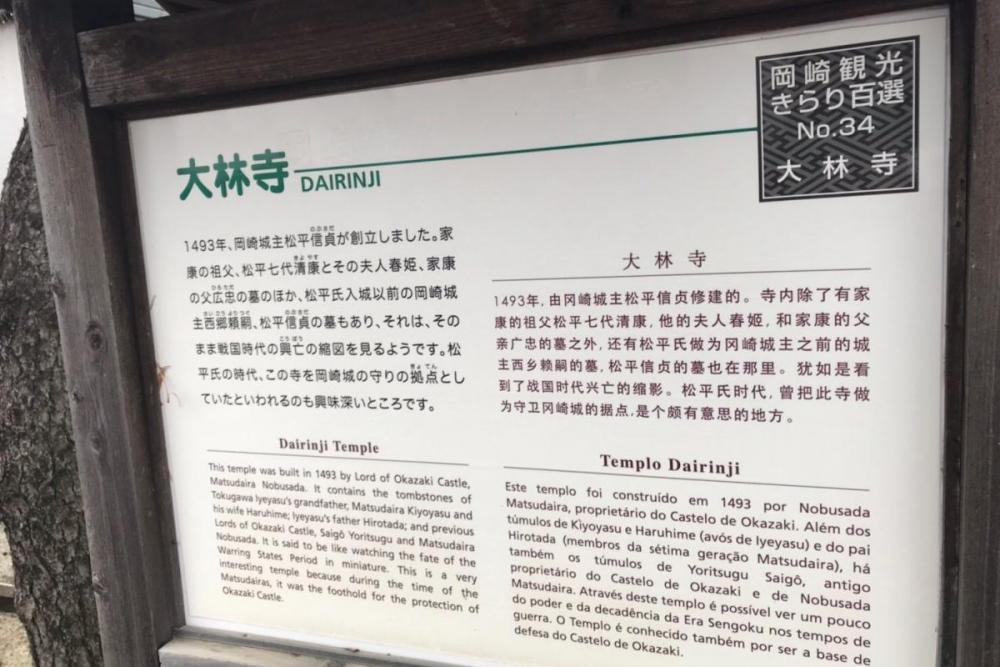 岡崎観光
きらり百選
No.34
大林寺
大林寺 DAIRINJI
1493年、岡崎城主松平信貞が創立しました。家
康の祖父、松平七代清康とその夫人春姫、家康
の父広忠の墓のほか、松平氏入城以前の岡崎城
主西郷頼嗣、松平信貞の墓もあり、それは、その
まま戦国時代の興亡の縮図を見るようです。松
平氏の時代、この寺を岡崎城の守りの拠点とし
ていたといわれるのも興味深いところです。
大林寺
1493年，由冈崎城主松平信贞修建的。寺内除了有家
康的祖父松平七代清康，他的夫人春姫，和家康的父
亲广忠的墓之外，还有松平氏做为冈崎城主之前的城
主西乡赖嗣的墓，松平信贞的墓也在那里。犹如是看
到了战国时代兴亡的缩影。松平氏时代，曾把此寺做
为守卫冈崎城的据点，是个颇有意思的地方。
Dairinji Temple
This temple was built in 1493 by Lord of Okazaki Castle,
Matsudaira Nobusada. It contains the tombstones of
Tokugawa Iyeyasu's grandfather, Matsudaira Kiyoyasu and
his wife Haruhime; Iyeyasu's father Hirotada; and previous
Lords of Okazaki Castle, Saigō Yoritsugu and Matsudaira
Nobusada. It is said to be like watching the fate of the
Warring States Period in miniature. This is a very
interesting temple because during the time of the
Matsudairas, it was the foothold for the protection of
Okazaki Castle.
Templo Dairinji
Este templo foi construído em 1493 por Nobusada
Matsudaira, proprietário do Castelo de Okazaki. Além dos
túmulos de Kiyoyasu e Haruhime (avós de Iyeyasu) e do pai
Hirotada (membros da sétima geração Matsudaira), há
também os túmulos de Yoritsugu Saigô, antigo
proprietário do Castelo de Okazaki e de Nobusada
Matsudaira. Através deste templo é possível ver um pouco
do poder e da decadência da Era Sengoku nos tempos de
guerra. O Templo é conhecido também por ser a base de
defesa do Castelo de Okazaki.